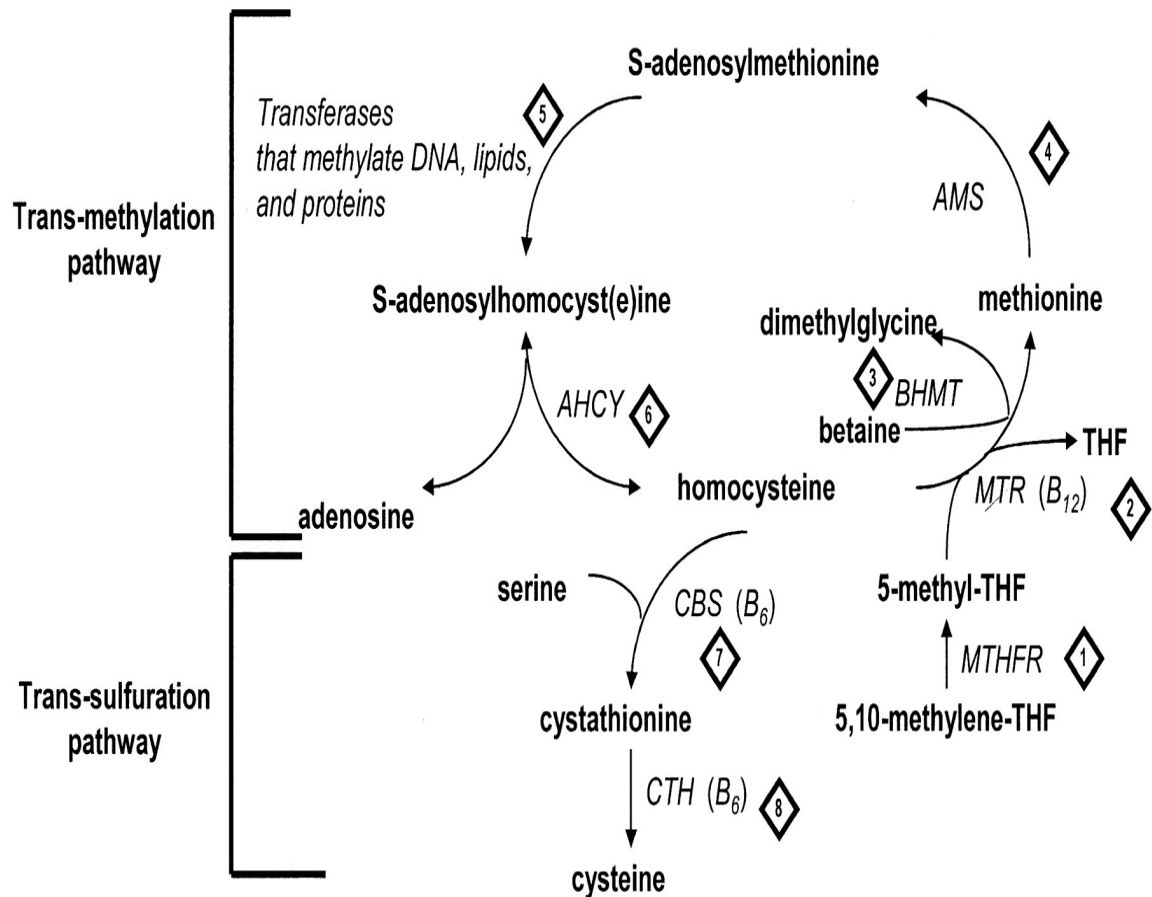 S-adenosylmethionine
5
Transferases
that methylate DNA, lipids,
and proteins
4
AMS
Trans-methylation
pathway
S-adenosylhomocyst(e)ine
methionine
dimethylglycine
3
BHMT
AHCY
6
betaine
THF
homocysteine
MTR (B12)
2
adenosine
serine
5-methyl-THF
CBS (B6)
7
MTHFR
1
Trans-sulfuration
pathway
cystathionine
5,10-methylene-THF
CTH (B6)
8
cysteine